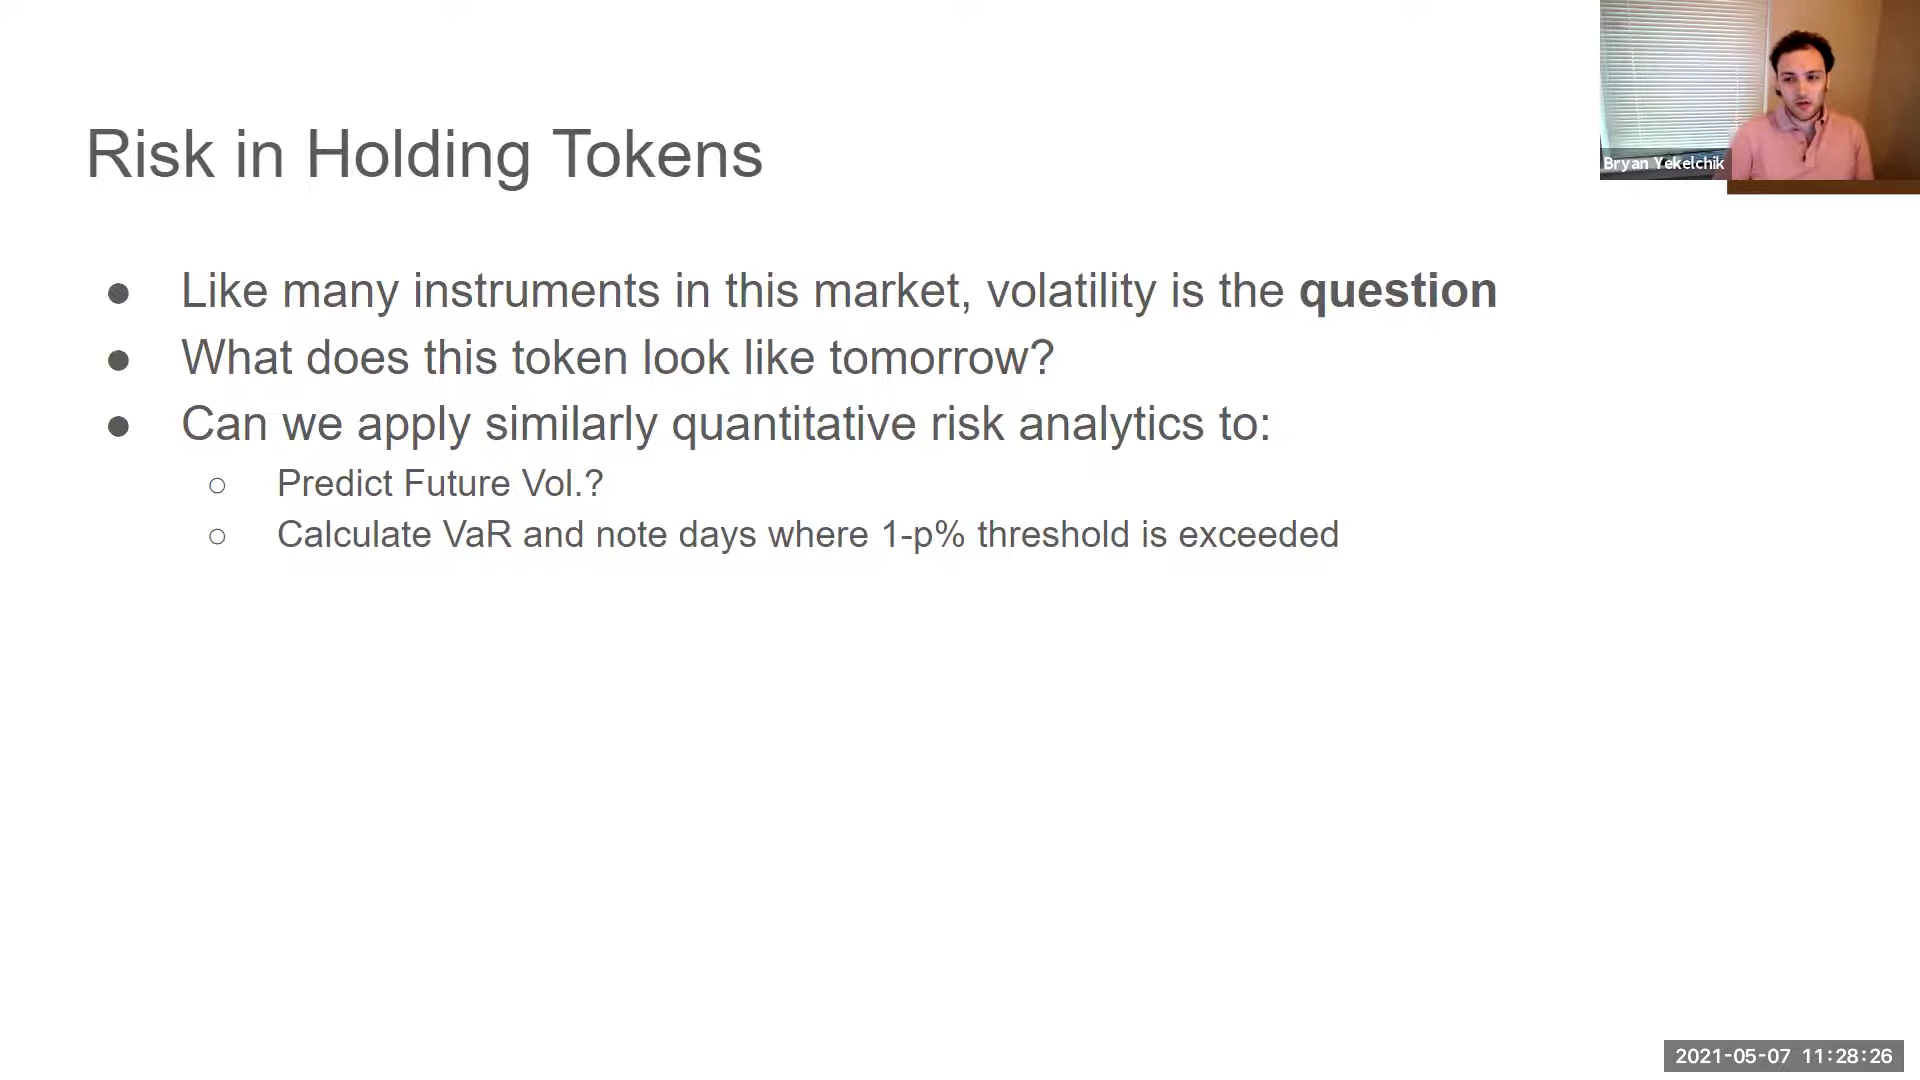 Bryan Yekelchik
Risk in Holding Tokens
● Like many instruments in this market, volatility is the question
● What does this token look like tomorrow?
● Can we apply similarly quantitative risk analytics to:
○ Predict Future Vol.?
○ Calculate VaR and note days where 1-p% threshold is exceeded
2021-05-07 11:28:26